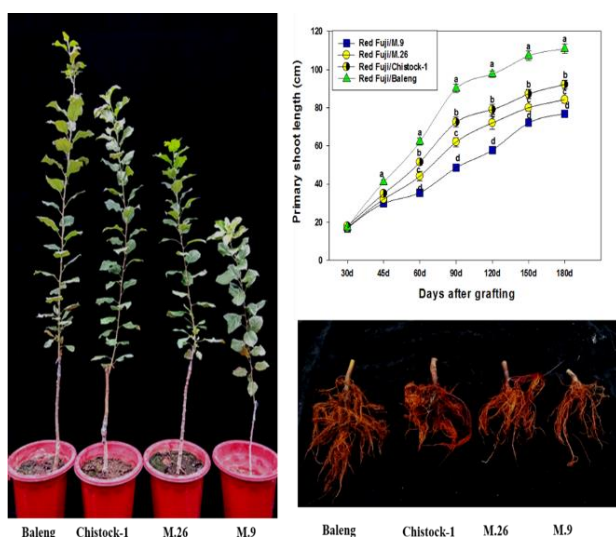 Baleng Chistock-1 M.26 M.9
Primary shoot length (cm)
120
100
80
60
40
20
0
Red Fuji/M.9
Red Fuji/M.26
Red Fuji/Chistock-1
Red Fuji/Baleng
a
a
b
c
d
a
b
c
d
a
b
c
d
a
b
c
d
a
b
c
d
30d 45d 60d 90d 120d 150d 180d
Days after grafting
Baleng Chistock-1 M.26 M.9